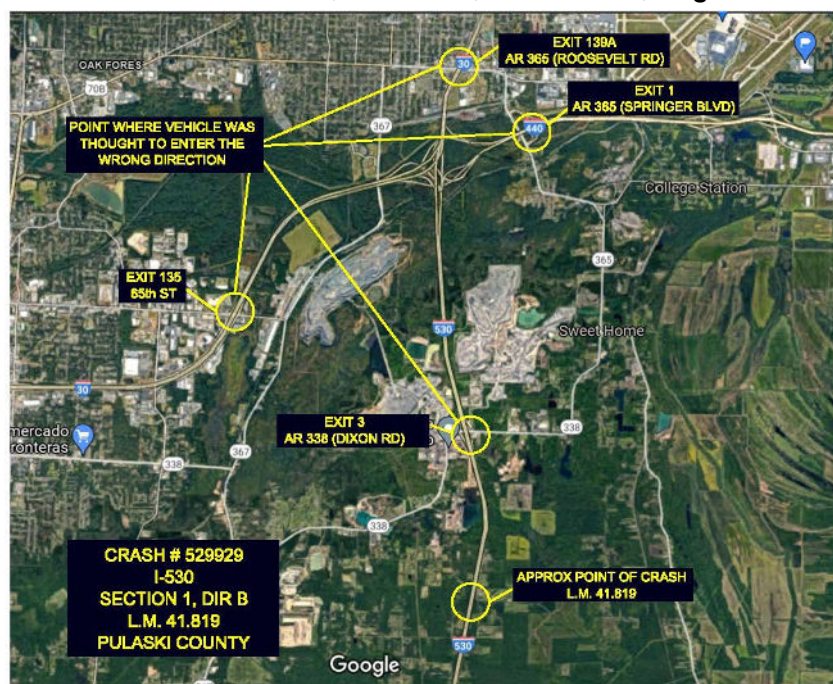 EXIT 139A
AR 365 (ROOSEVELT RD)
30
OAK FORES
70B
EXIT 1
AR 365 (SPRINGER BLVD)
367
440
POINT WHERE VEHICLE WAS
THOUGHT TO ENTER THE
WRONG DIRECTION
College Station
365
EXIT 135
65th ST
530
Sweet Home
30
EXIT 3
AR 338 (DIXON RD)
338
mercado
ronteras
338
367
338
CRASH # 529929
I-530
SECTION 1, DIR B
L.M. 41.819
PULASKI COUNTY
APPROX POINT OF CRASH
L.M. 41.819
530
Google